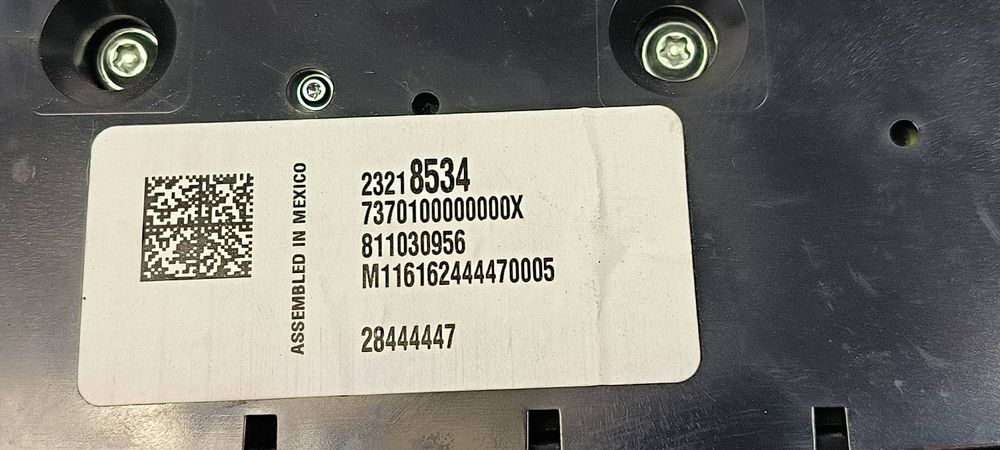 ASSEMBLED IN MEXICO
23218534
7370100000000X
811030956
M116162444470005
28444447